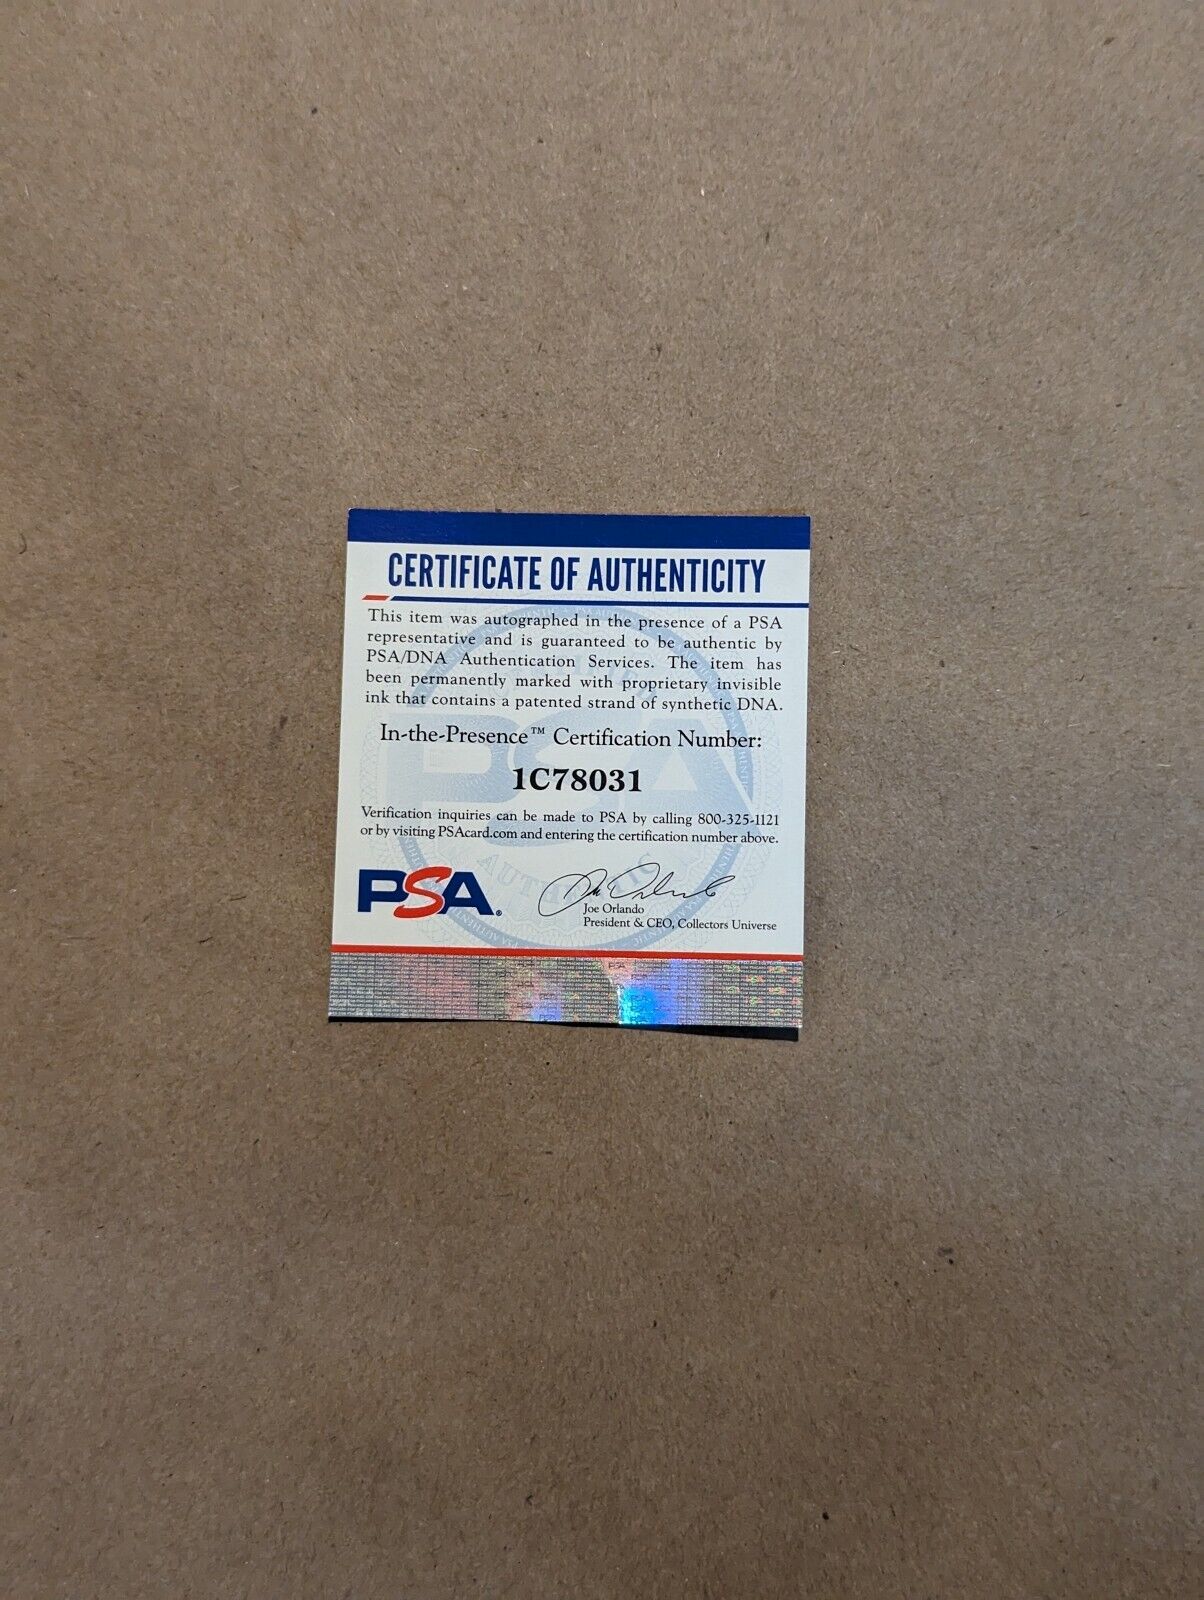 CERTIFICATE OF AUTHENTICITY
This item was autographed in the presence of a PSA
representative and is guaranteed to be authentic by
PSA/DNA Authentication Services. The item has
been permanently marked with proprietary invisible
ink that contains a patented strand of synthetic DNA.
In-the-Presence™ Certification Number:
1C78031
Verification inquiries can be made to PSA by calling 800-325-1121
or by visiting PSAcard.com and entering the certification number above.
PSA®
Joe Orlando
President & CEO, Collectors Universe
PSA